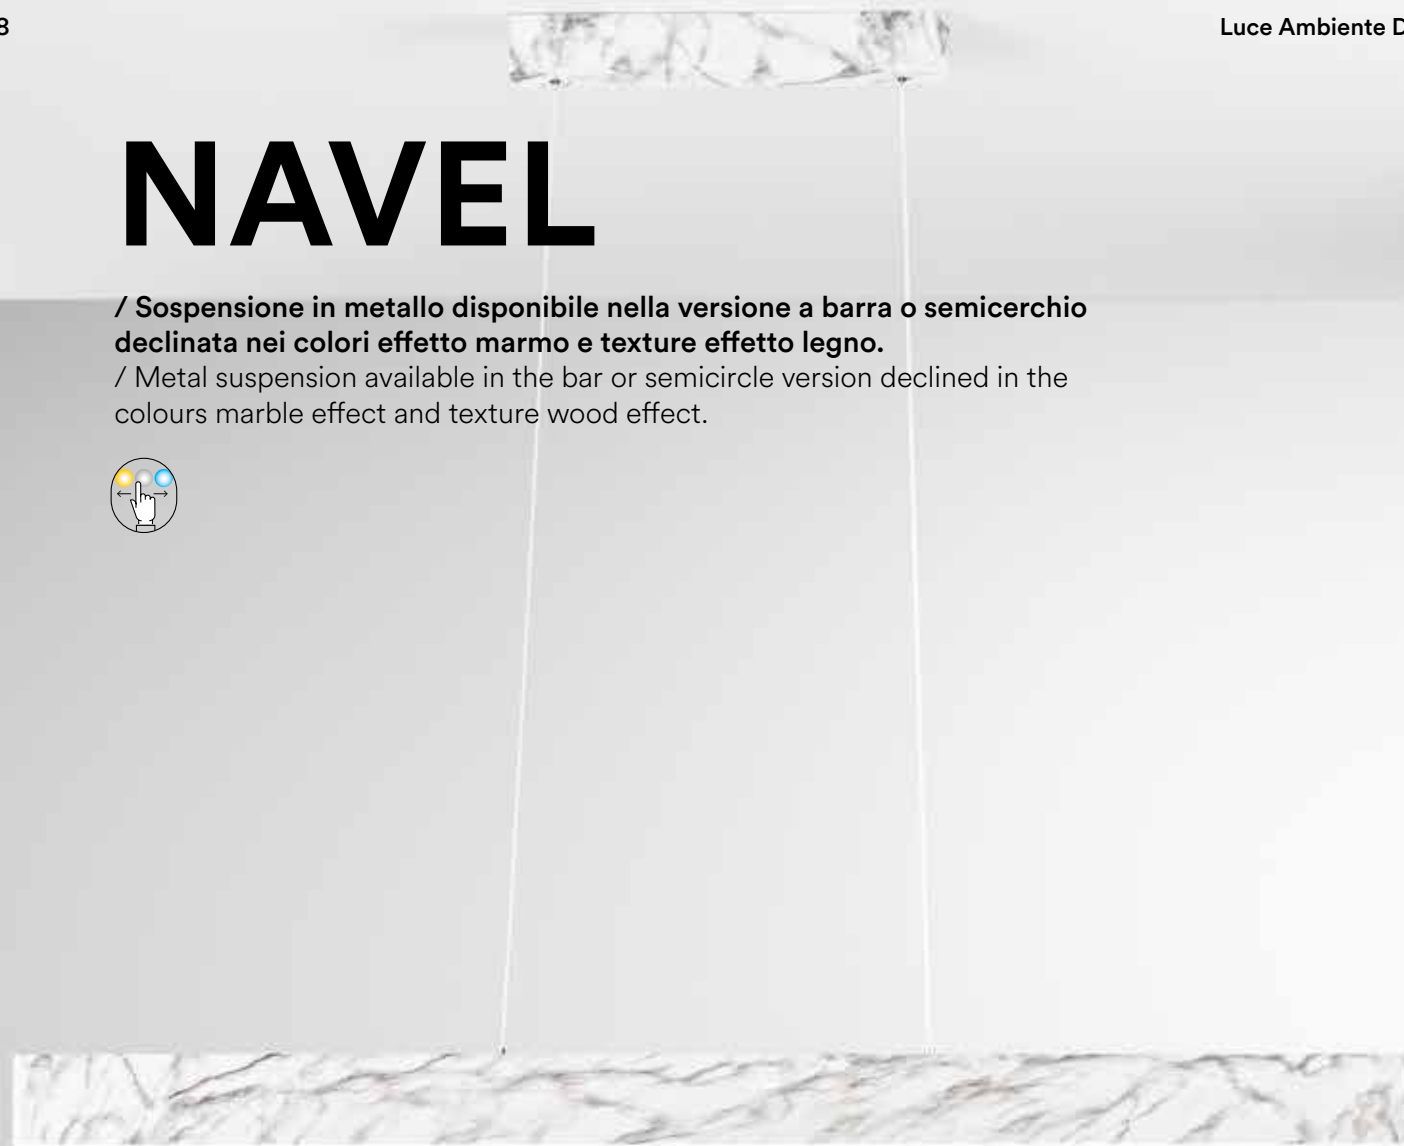 8
Luce Ambiente D
NAVEL
/ Sospensione in metallo disponibile nella versione a barra o semicerchio
declinata nei colori effetto marmo e texture effetto legno.
/ Metal suspension available in the bar or semicircle version declined in the
colours marble effect and texture wood effect.